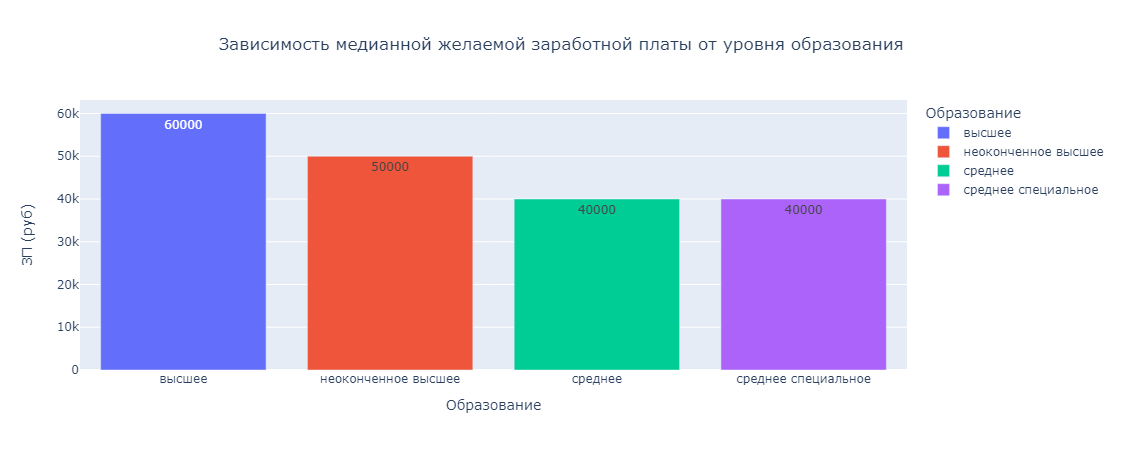 Зависимость медианной желаемой заработной платы от уровня образования
ЗП (руб)
60k
50k
40k
30k
20k
10k
0
60000
50000
40000
40000
высшее
неоконченное высшее
среднее
среднее специальное
Образование
Образование
высшее
неоконченное высшее
среднее
среднее специальное